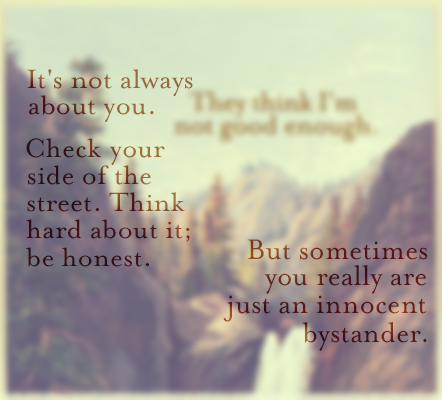 It's not always
about you.
They think I'm
not good enough.
Check your
side of the
street. Think
hard about it;
be honest.
But sometimes
you really are
just an innocent
bystander.